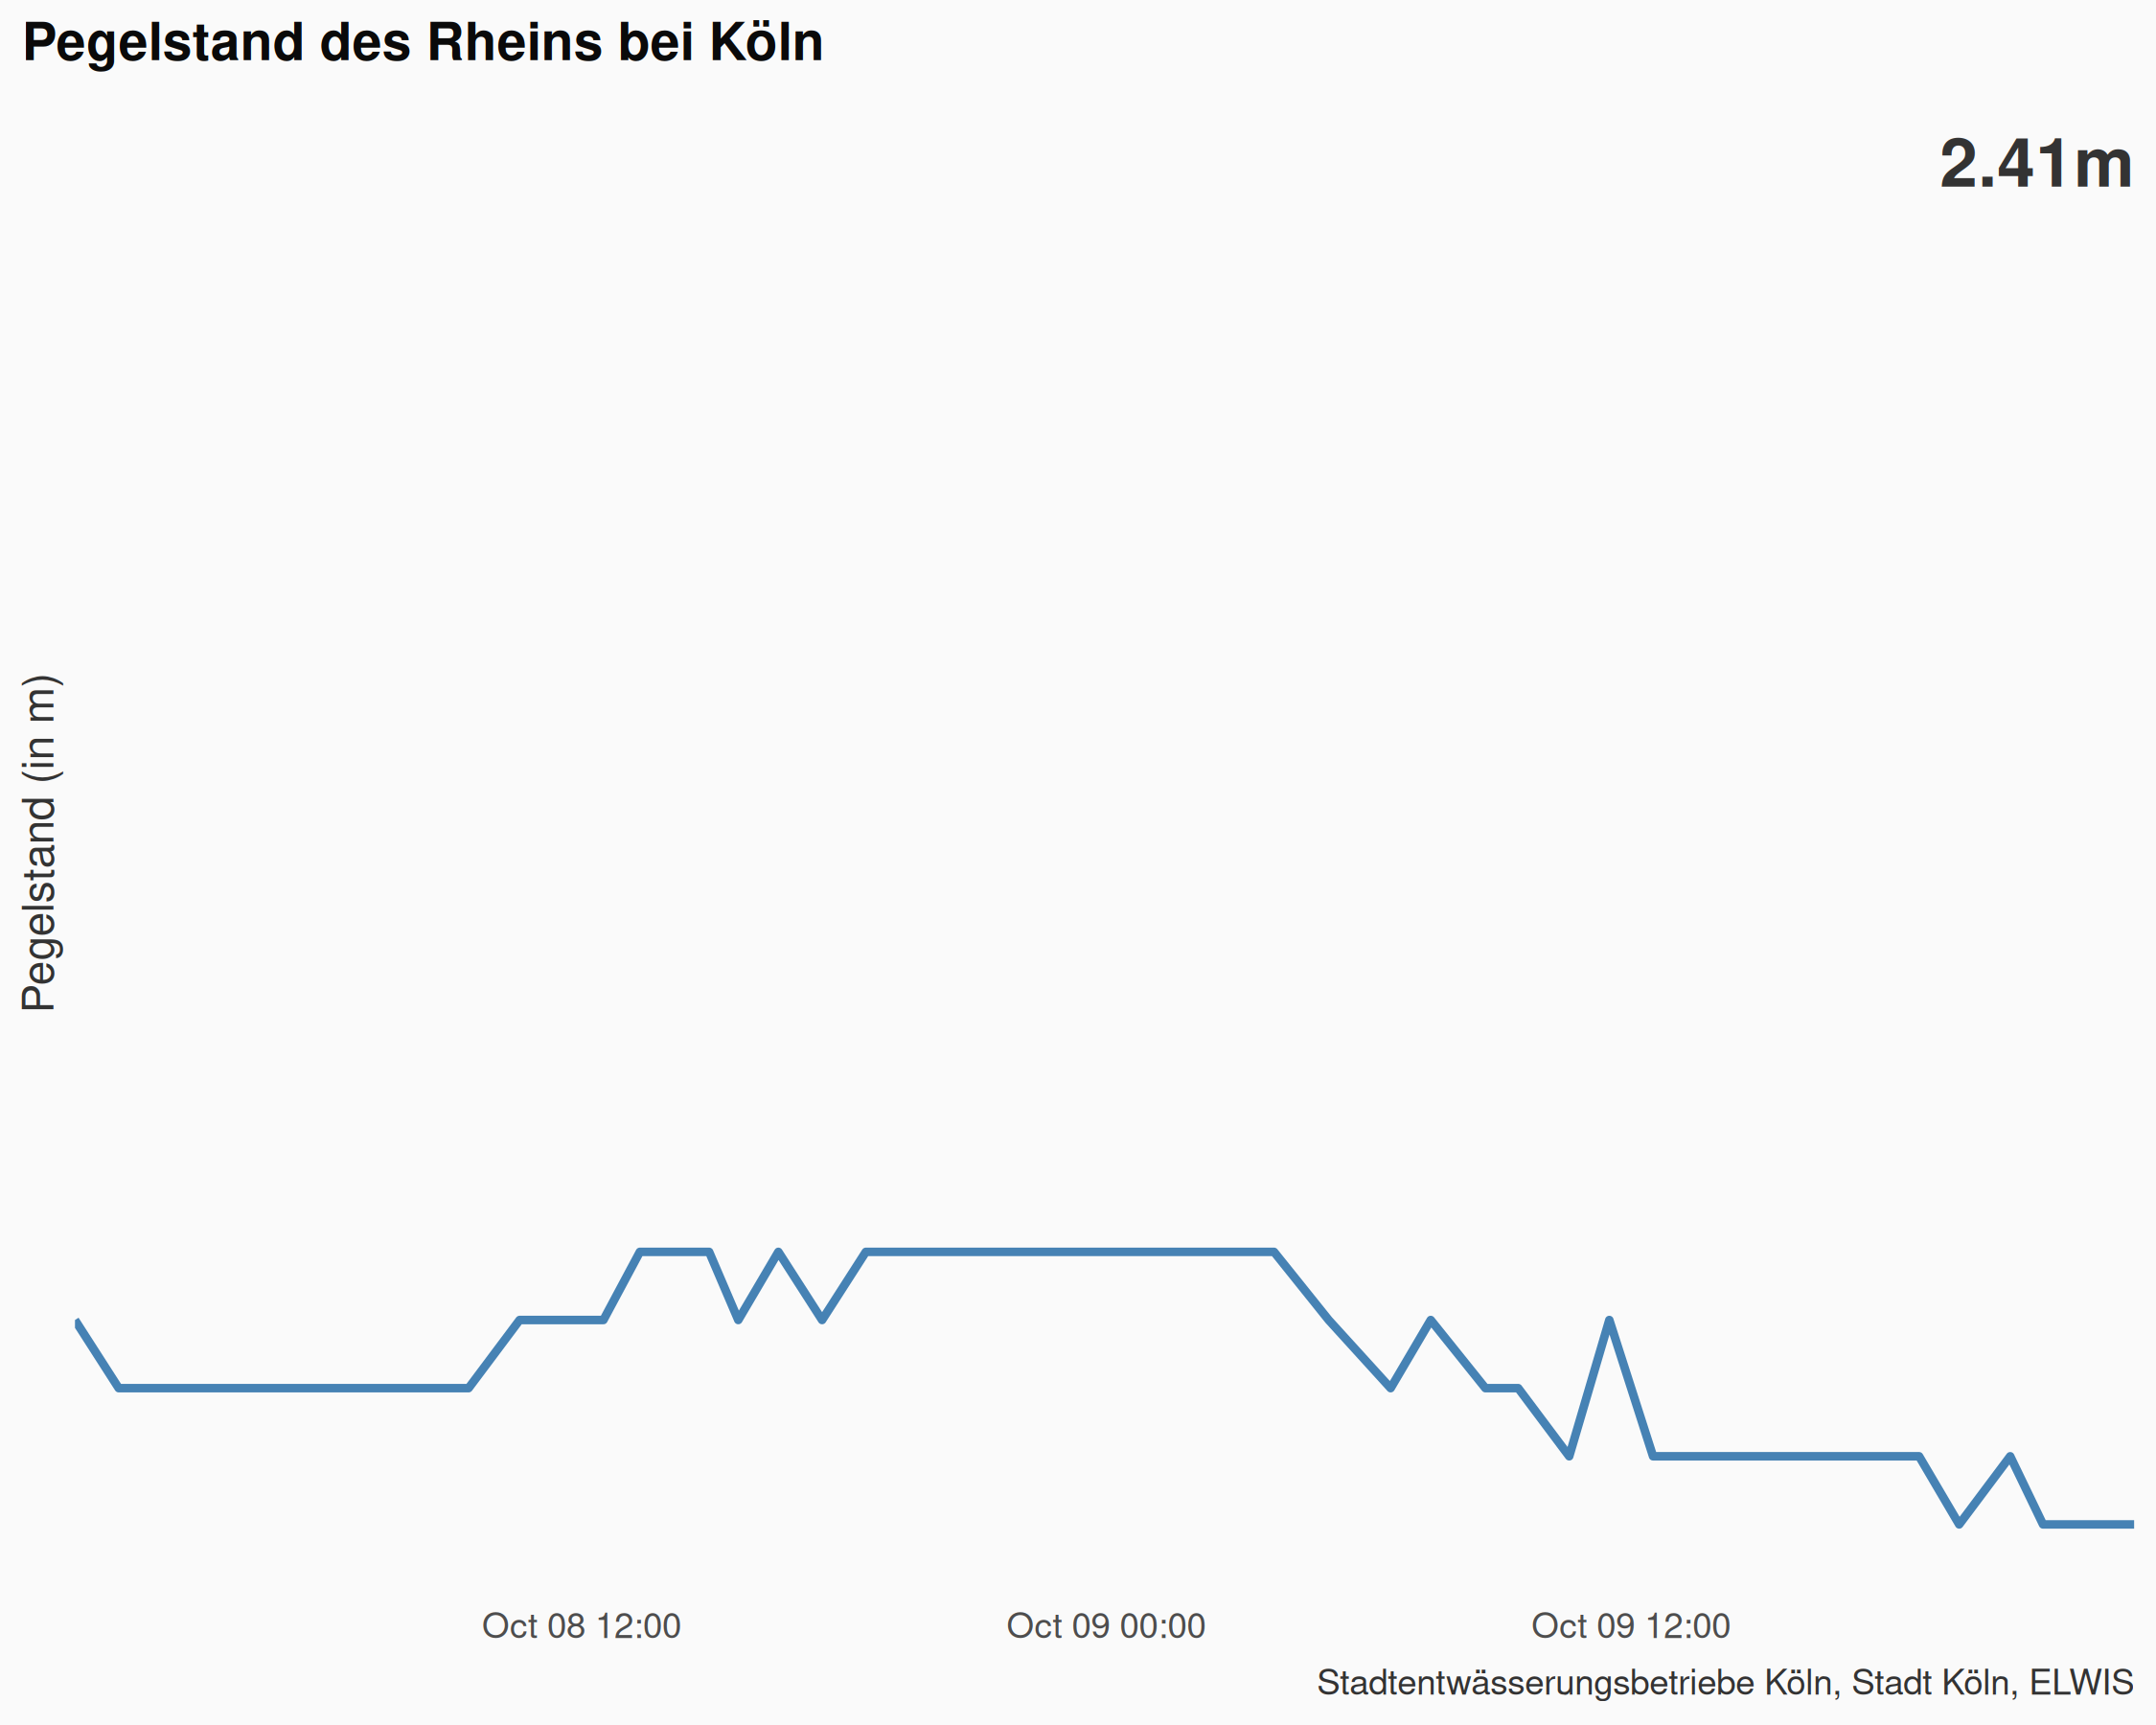 Pegelstand des Rheins bei Köln
2.41m
Pegelstand (in m)
Oct 08 12:00
Oct 09 00:00
Oct 09 12:00
Stadtentwässerungsbetriebe Köln, Stadt Köln, ELWIS